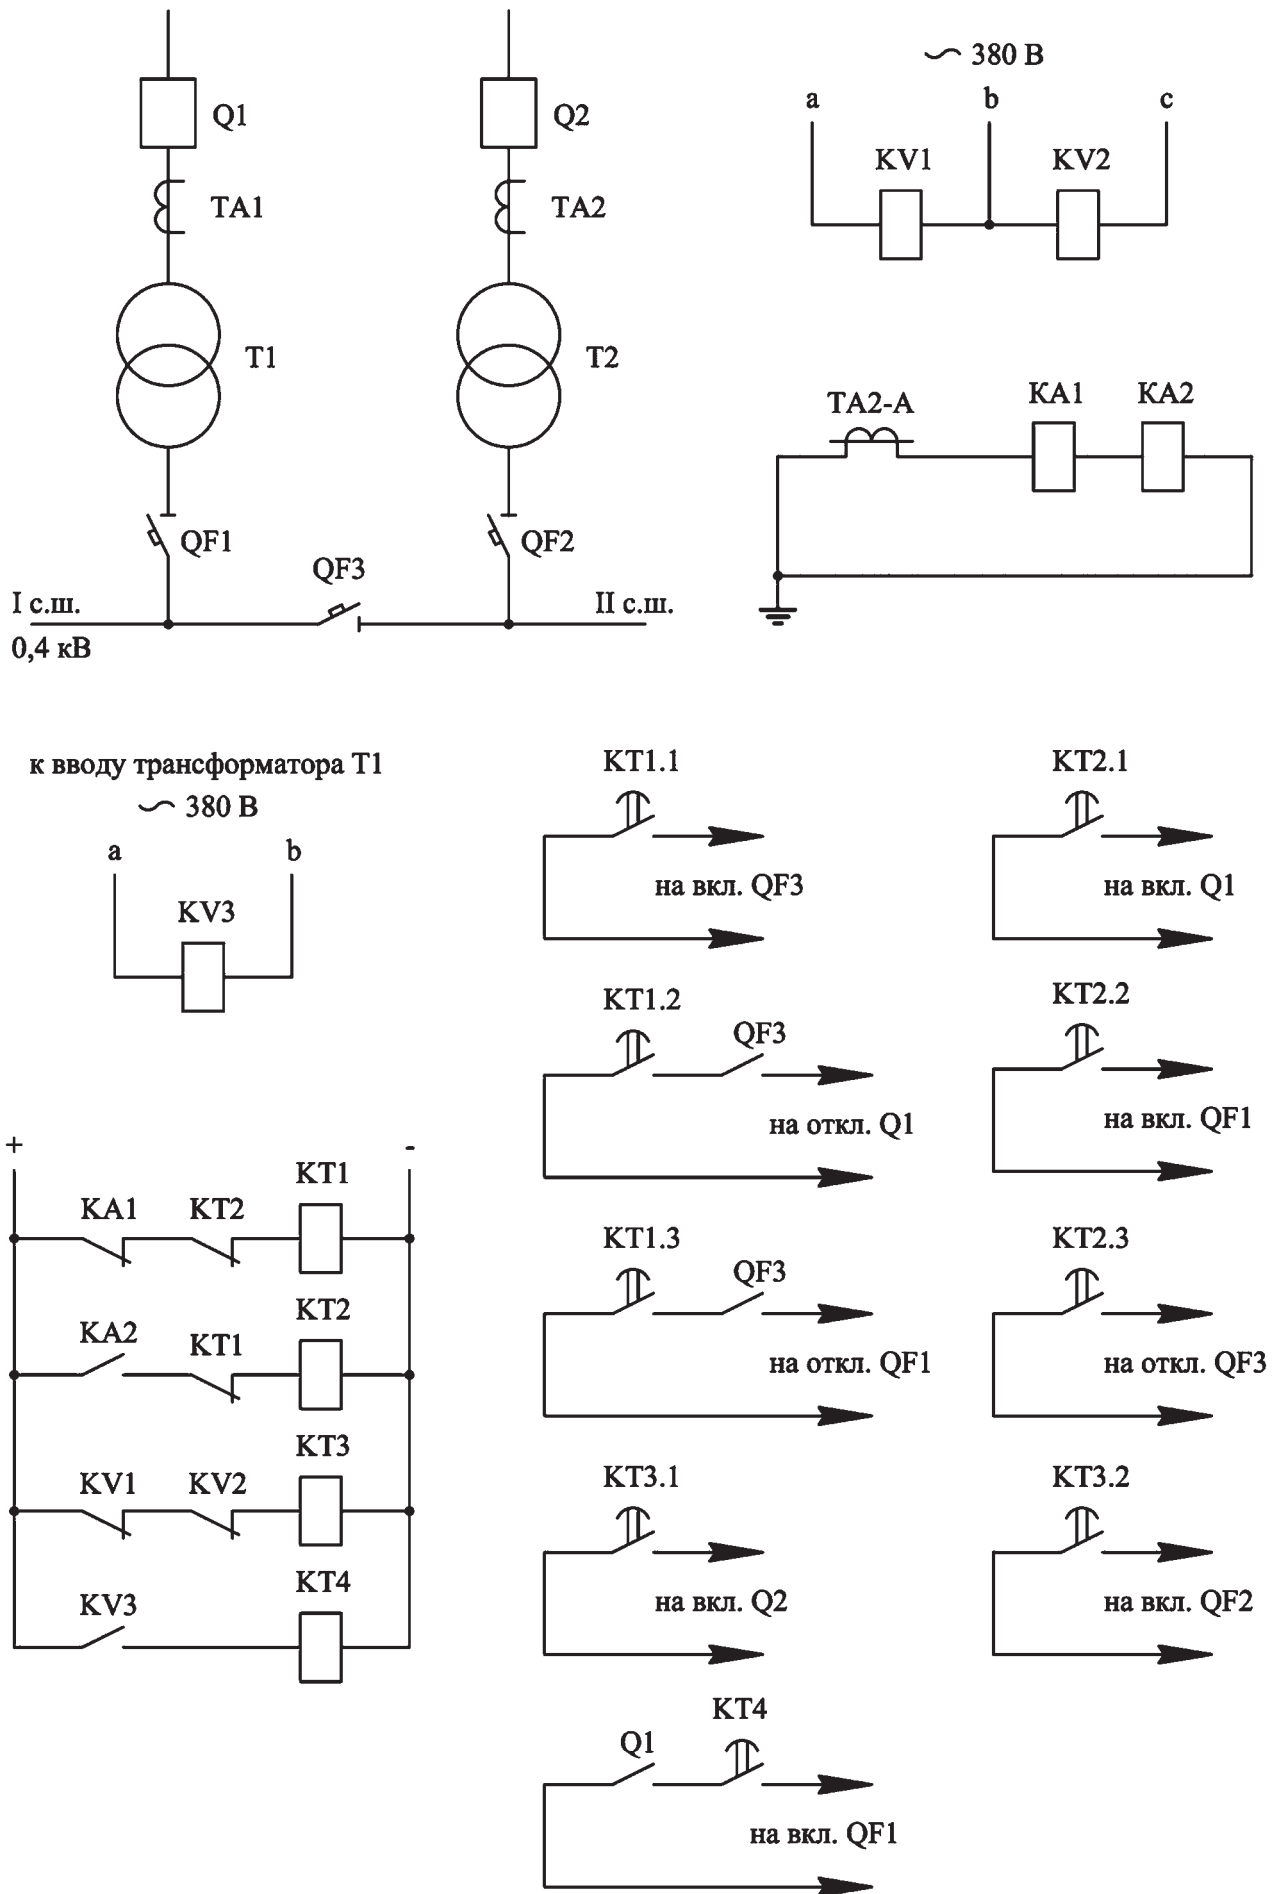 Q1
Q2
TA1
TA2
T1
T2
QF1
QF2
QF3
I с.ш.
II с.ш.
0,4 кВ
380 В
a
b
c
KV1
KV2
TA2-A
KA1
KA2
к вводу трансформатора T1
380 В
a
b
KV3
+
-
KA1
KT2
KT1
KA2
KT1
KT2
KV1
KV2
KT3
KV3
KT4
KT1.1
на вкл. QF3
KT2.1
на вкл. Q1
KT1.2
QF3
на откл. Q1
KT2.2
на вкл. QF1
KT1.3
QF3
на откл. QF1
KT2.3
на откл. QF3
KT3.1
на вкл. Q2
KT3.2
на вкл. QF2
Q1
KT4
на вкл. QF1